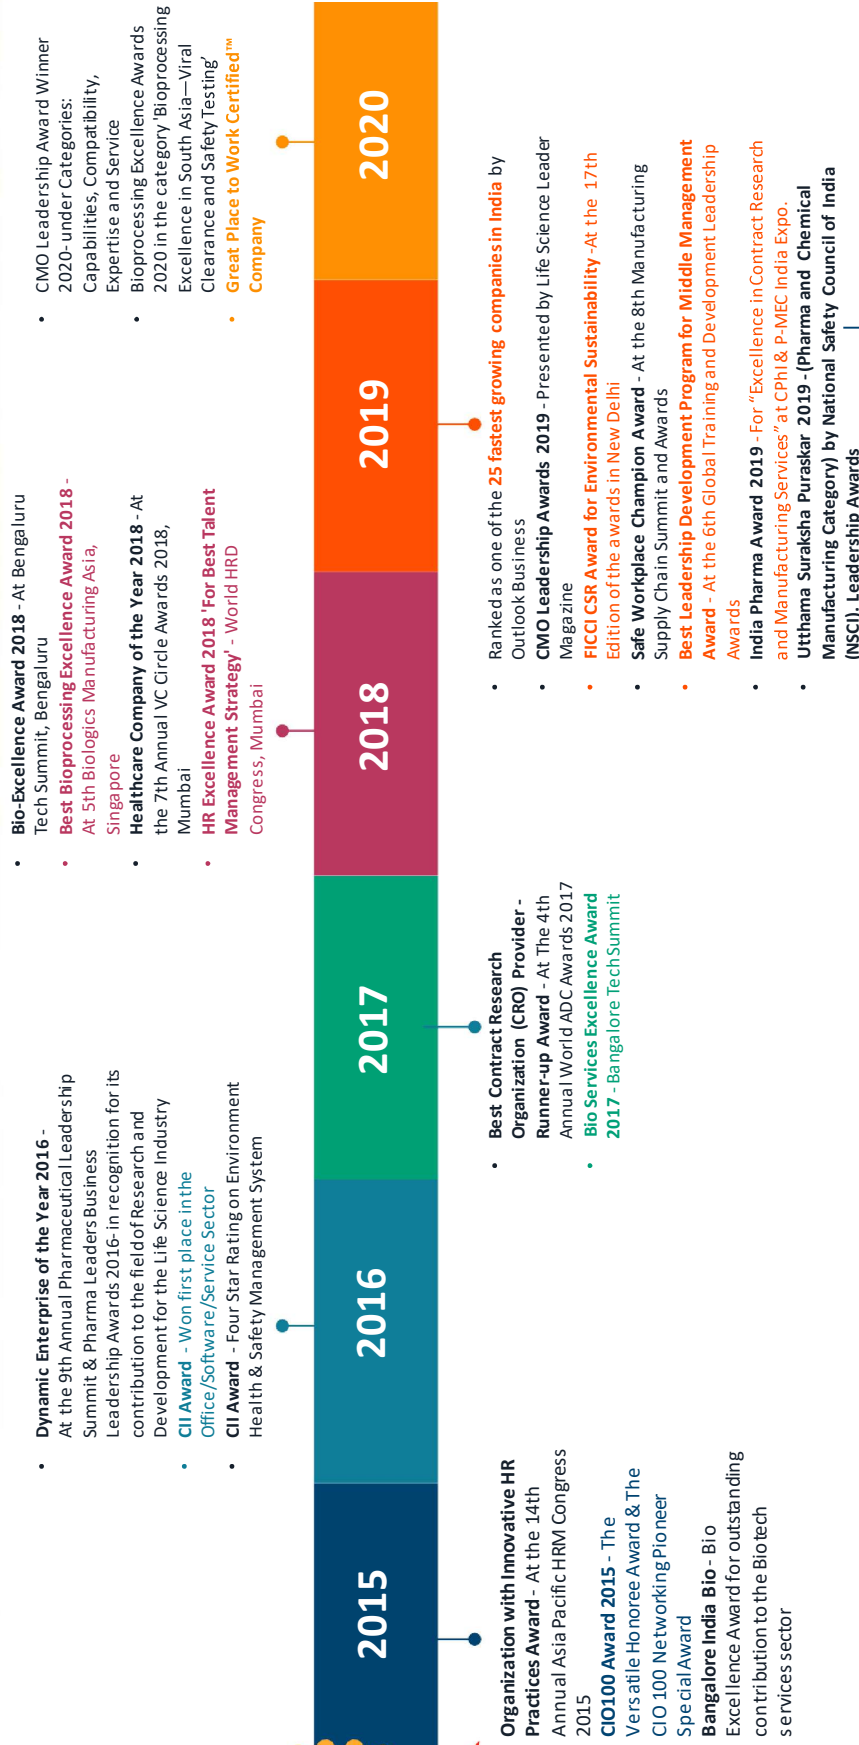 2015
Organization with Innovative HR
Practices Award - At the 14th
Annual Asia Pacific HRM Congress
2015
CIO100 Award 2015 - The
Versatile Honoree Award & The
CIO 100 Networking Pioneer
Special Award
Bangalore India Bio - Bio
Excellence Award for outstanding
contribution to the Biotech
services sector
2016
• Dynamic Enterprise of the Year 2016 -
At the 9th Annual Pharmaceutical Leadership
Summit & Pharma Leaders Business
Leadership Awards 2016- in recognition for its
contribution to the field of Research and
Development for the Life Science Industry
• CII Award - Won first place in the
Office/Software/Service Sector
• CII Award - Four Star Rating on Environment
Health & Safety Management System
2017
• Best Contract Research
Organization (CRO) Provider -
Runner-up Award - At The 4th
Annual World ADC Awards 2017
• Bio Services Excellence Award
2017 - Bangalore Tech Summit
2018
• Bio-Excellence Award 2018 - At Bengaluru
Tech Summit, Bengaluru
• Best Bioprocessing Excellence Award 2018 -
At 5th Biologics Manufacturing Asia,
Singapore
• Healthcare Company of the Year 2018 - At
the 7th Annual VC Circle Awards 2018,
Mumbai
• HR Excellence Award 2018 'For Best Talent
Management Strategy' - World HRD
Congress, Mumbai
2019
• Ranked as one of the 25 fastest growing companies in India by
Outlook Business
• CMO Leadership Awards 2019 - Presented by Life Science Leader
Magazine
• FICCI CSR Award for Environmental Sustainability -At the 17th
Edition of the awards in New Delhi
• Safe Workplace Champion Award - At the 8th Manufacturing
Supply Chain Summit and Awards
• Best Leadership Development Program for Middle Management
Award - At the 6th Global Training and Development Leadership
Awards
• India Pharma Award 2019 - For “Excellence in Contract Research
and Manufacturing Services” at CPhI & P-MEC India Expo.
• Utthama Suraksha Puraskar 2019 -(Pharma and Chemical
Manufacturing Category) by National Safety Council of India
(NSCI). Leadership Awards
2020
• CMO Leadership Award Winner
2020- under Categories:
Capabilities, Compatibility,
Expertise and Service
• Bioprocessing Excellence Awards
2020 in the category 'Bioprocessing
Excellence in South Asia—Viral
Clearance and Safety Testing’
• Great Place to Work Certified™
Company